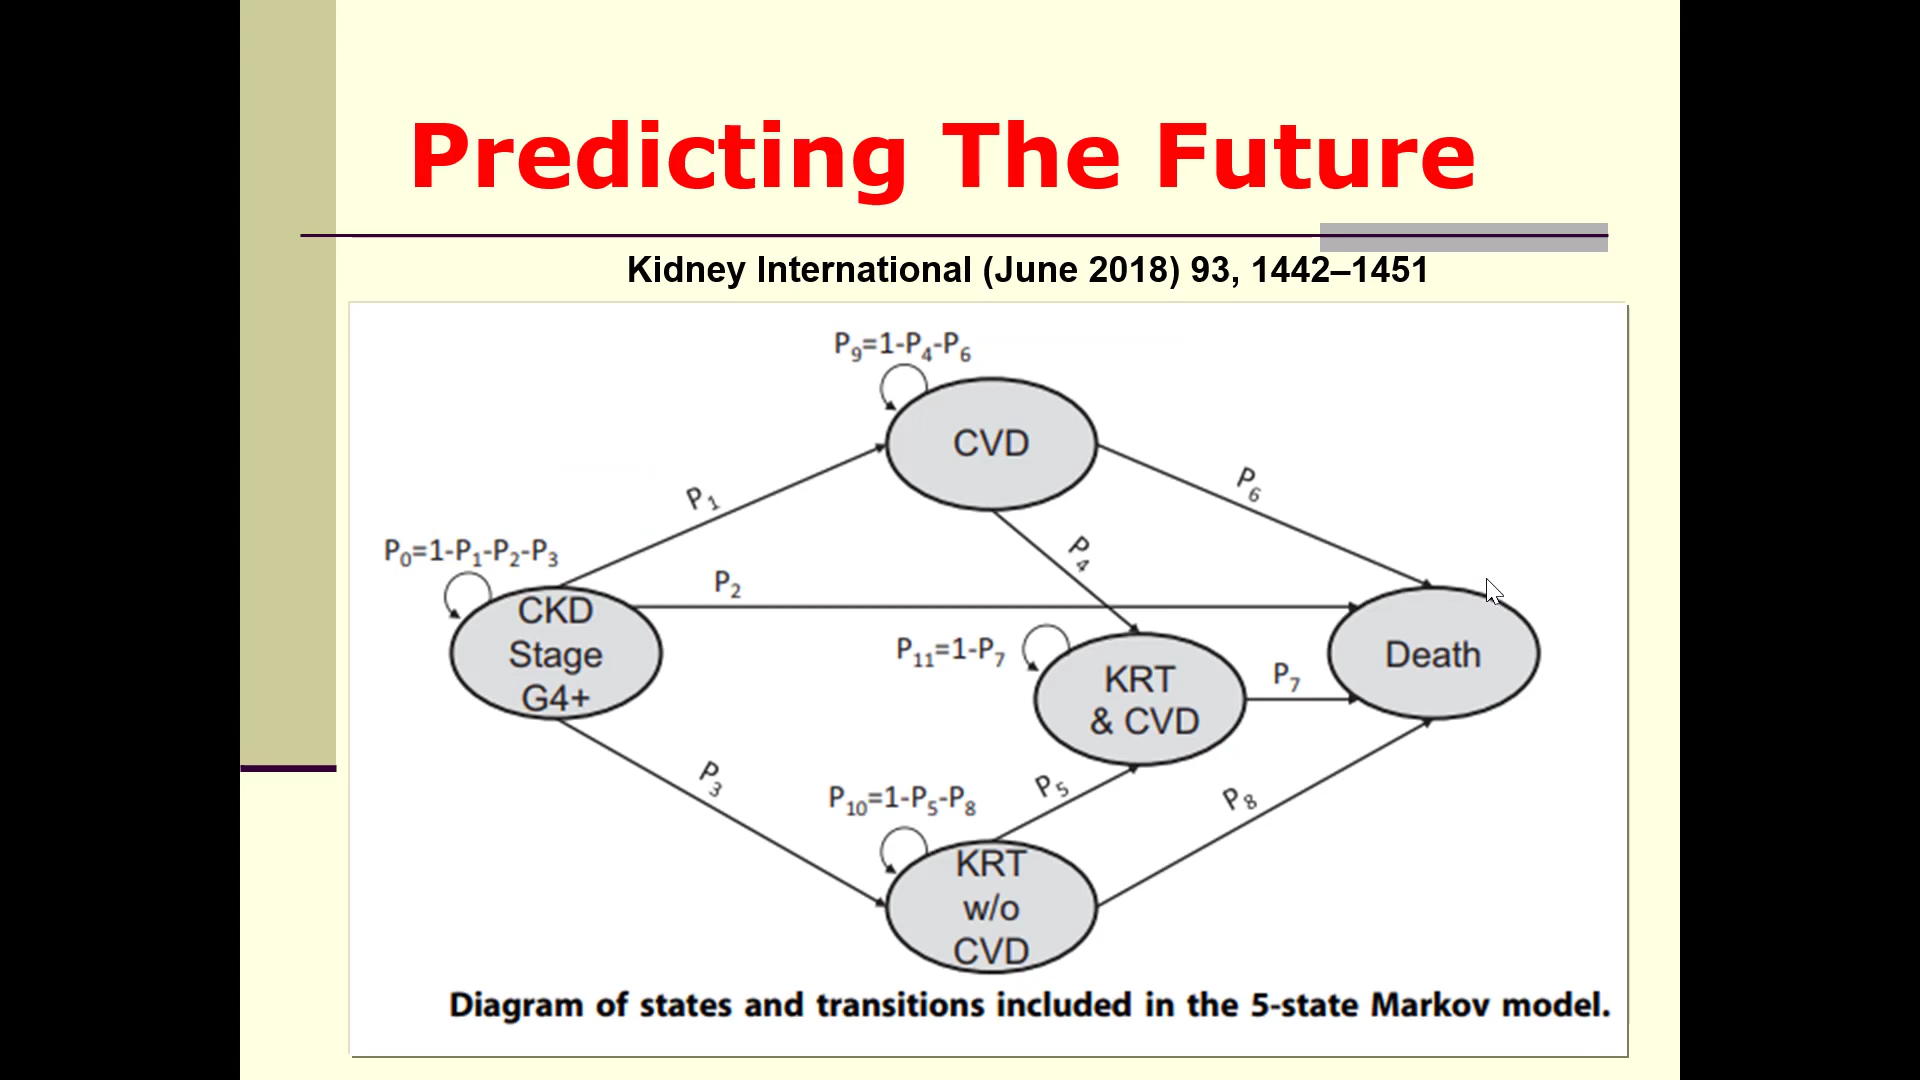 Predicting The Future
Kidney International (June 2018) 93, 1442–1451
P9=1-P4-P6
CVD
P1
P6
P4
P0=1-P1-P2-P3
P2
CKD
Stage
G4+
P11=1-P7
KRT
& CVD
P7
Death
P3
P10=1-P5-P8
P5
P8
KRT
w/o
CVD
Diagram of states and transitions included in the 5-state Markov model.